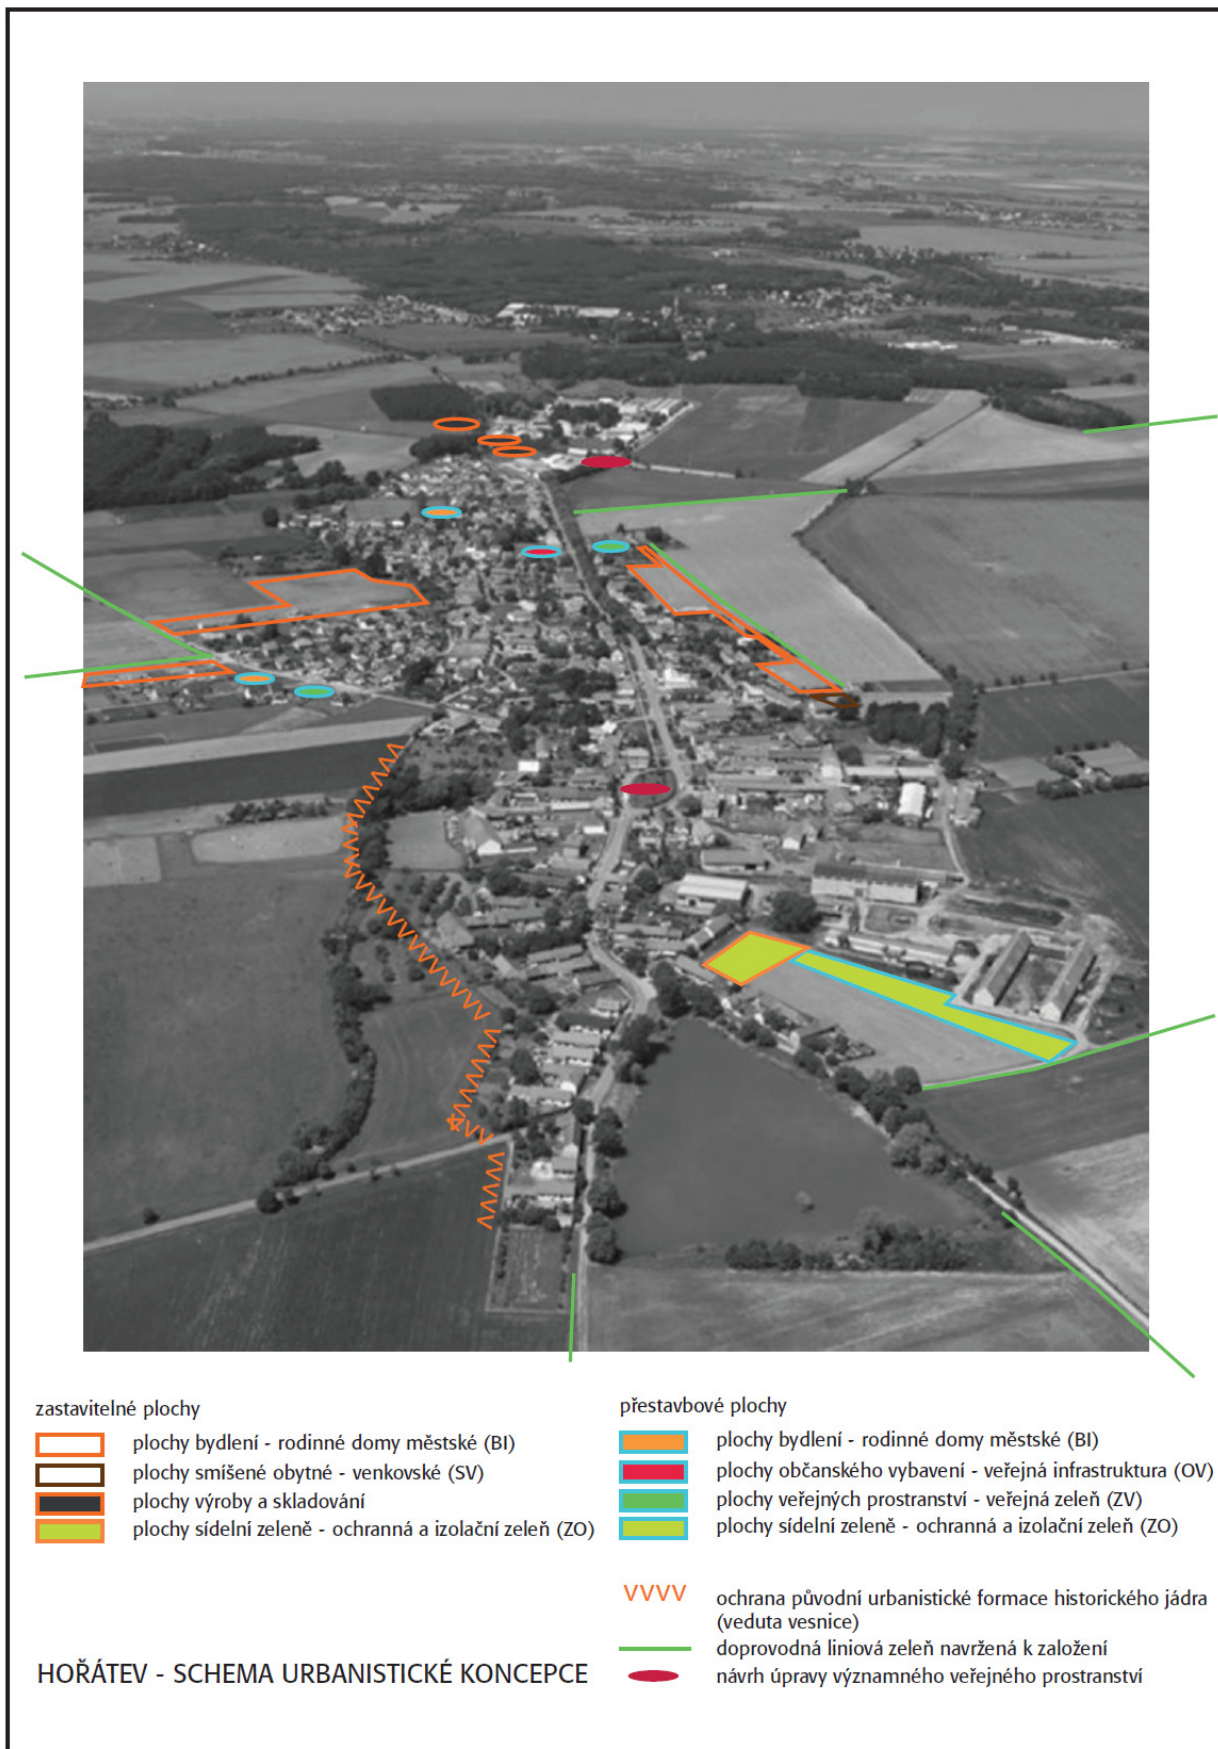 zastavitelné plochy
plochy bydlení - rodinné domy městské (BI)
plochy smíšené obytné - venkovské (SV)
plochy výroby a skladování
plochy sídelní zeleně - ochranná a izolační zeleň (ZO)
přestavbové plochy
plochy bydlení - rodinné domy městské (BI)
plochy občanského vybavení - veřejná infrastruktura (OV)
plochy veřejných prostranství - veřejná zeleň (ZV)
plochy sídelní zeleně - ochranná a izolační zeleň (ZO)
VVVV ochrana původní urbanistické formace historického jádra
(veduta vesnice)
doprovodná liniová zeleň navržená k založení
návrh úpravy významného veřejného prostranství
HOŘÁTEV - SCHEMA URBANISTICKÉ KONCEPCE